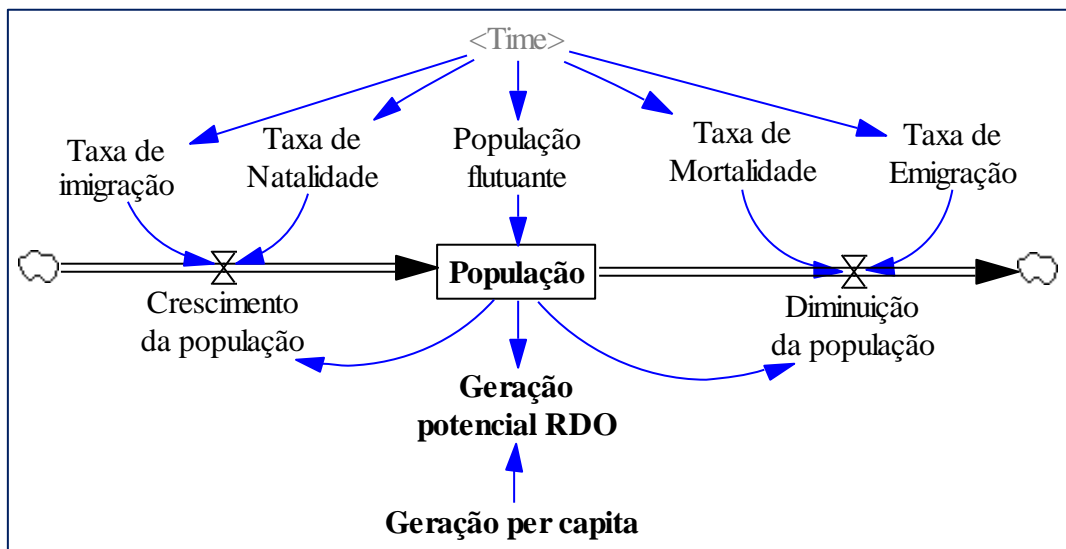 <Time>
Taxa de
imigração
Taxa de
Natalidade
População
flutuante
Taxa de
Mortalidade
Taxa de
Emigração
População
Crescimento
da população
Diminuição
da população
Geração
potencial RDO
Geração per capita